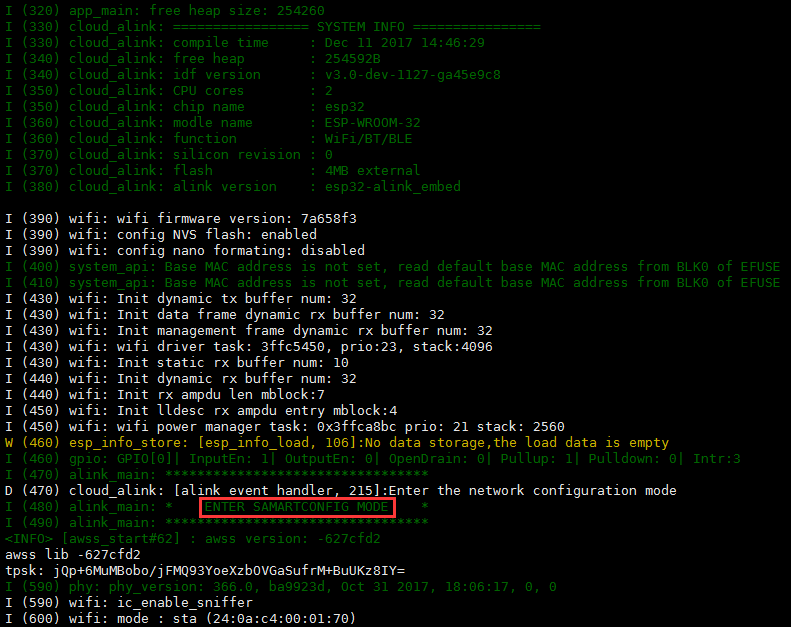 I (320) app_main: free heap size: 254260
I (330) cloud_alink: ================= SYSTEM INFO ================
I (330) cloud_alink: compile time     : Dec 11 2017 14:46:29
I (340) cloud_alink: free heap        : 254592B
I (340) cloud_alink: idf version      : v3.0-dev-1127-ga45e9c8
I (350) cloud_alink: CPU cores        : 2
I (350) cloud_alink: chip name        : esp32
I (360) cloud_alink: modle name       : ESP-WROOM-32
I (360) cloud_alink: function         : WiFi/BT/BLE
I (370) cloud_alink: silicon revision : 0
I (370) cloud_alink: flash            : 4MB external
I (380) cloud_alink: alink version    : esp32-alink_embed
I (390) wifi: wifi firmware version: 7a658f3
I (390) wifi: config NVS flash: enabled
I (390) wifi: config nano formating: disabled
I (400) system_api: Base MAC address is not set, read default base MAC address from BLK0 of EFUSE
I (410) system_api: Base MAC address is not set, read default base MAC address from BLK0 of EFUSE
I (430) wifi: Init dynamic tx buffer num: 32
I (430) wifi: Init data frame dynamic rx buffer num: 32
I (430) wifi: Init management frame dynamic rx buffer num: 32
I (430) wifi: wifi driver task: 3ffc5450, prio:23, stack:4096
I (430) wifi: Init static rx buffer num: 10
I (430) wifi: Init dynamic rx buffer num: 32
I (440) wifi: Init rx ampdu len mblock:7
I (450) wifi: Init lldesc rx ampdu entry mblock:4
I (450) wifi: wifi power manager task: 0x3ffca8bc prio: 21 stack: 2560
W (460) esp_info_store: [esp_info_load, 106]:No data storage,the load data is empty
I (460) gpio: GPIO[0]| InputEn: 1| OutputEn: 0| OpenDrain: 0| Pullup: 1| Pulldown: 0| Intr:3
I (470) alink_main: *********************************
D (470) cloud_alink: [alink_event_handler, 215]:Enter the network configuration mode
I (480) alink_main: *    ENTER SAMARTCONFIG MODE    *
I (490) alink_main: *********************************
<INFO> [awss_start#62] : awss version: -627cfd2
awss lib -627cfd2
tpsk: jQp+6MuMBobo/jFMQ93YoeXzbOVGaSufrM+BuUKz8IY=
I (590) phy: phy_version: 366.0, ba9923d, Oct 31 2017, 18:06:17, 0, 0
I (590) wifi: ic_enable_sniffer
I (600) wifi: mode : sta (24:0a:c4:00:01:70)